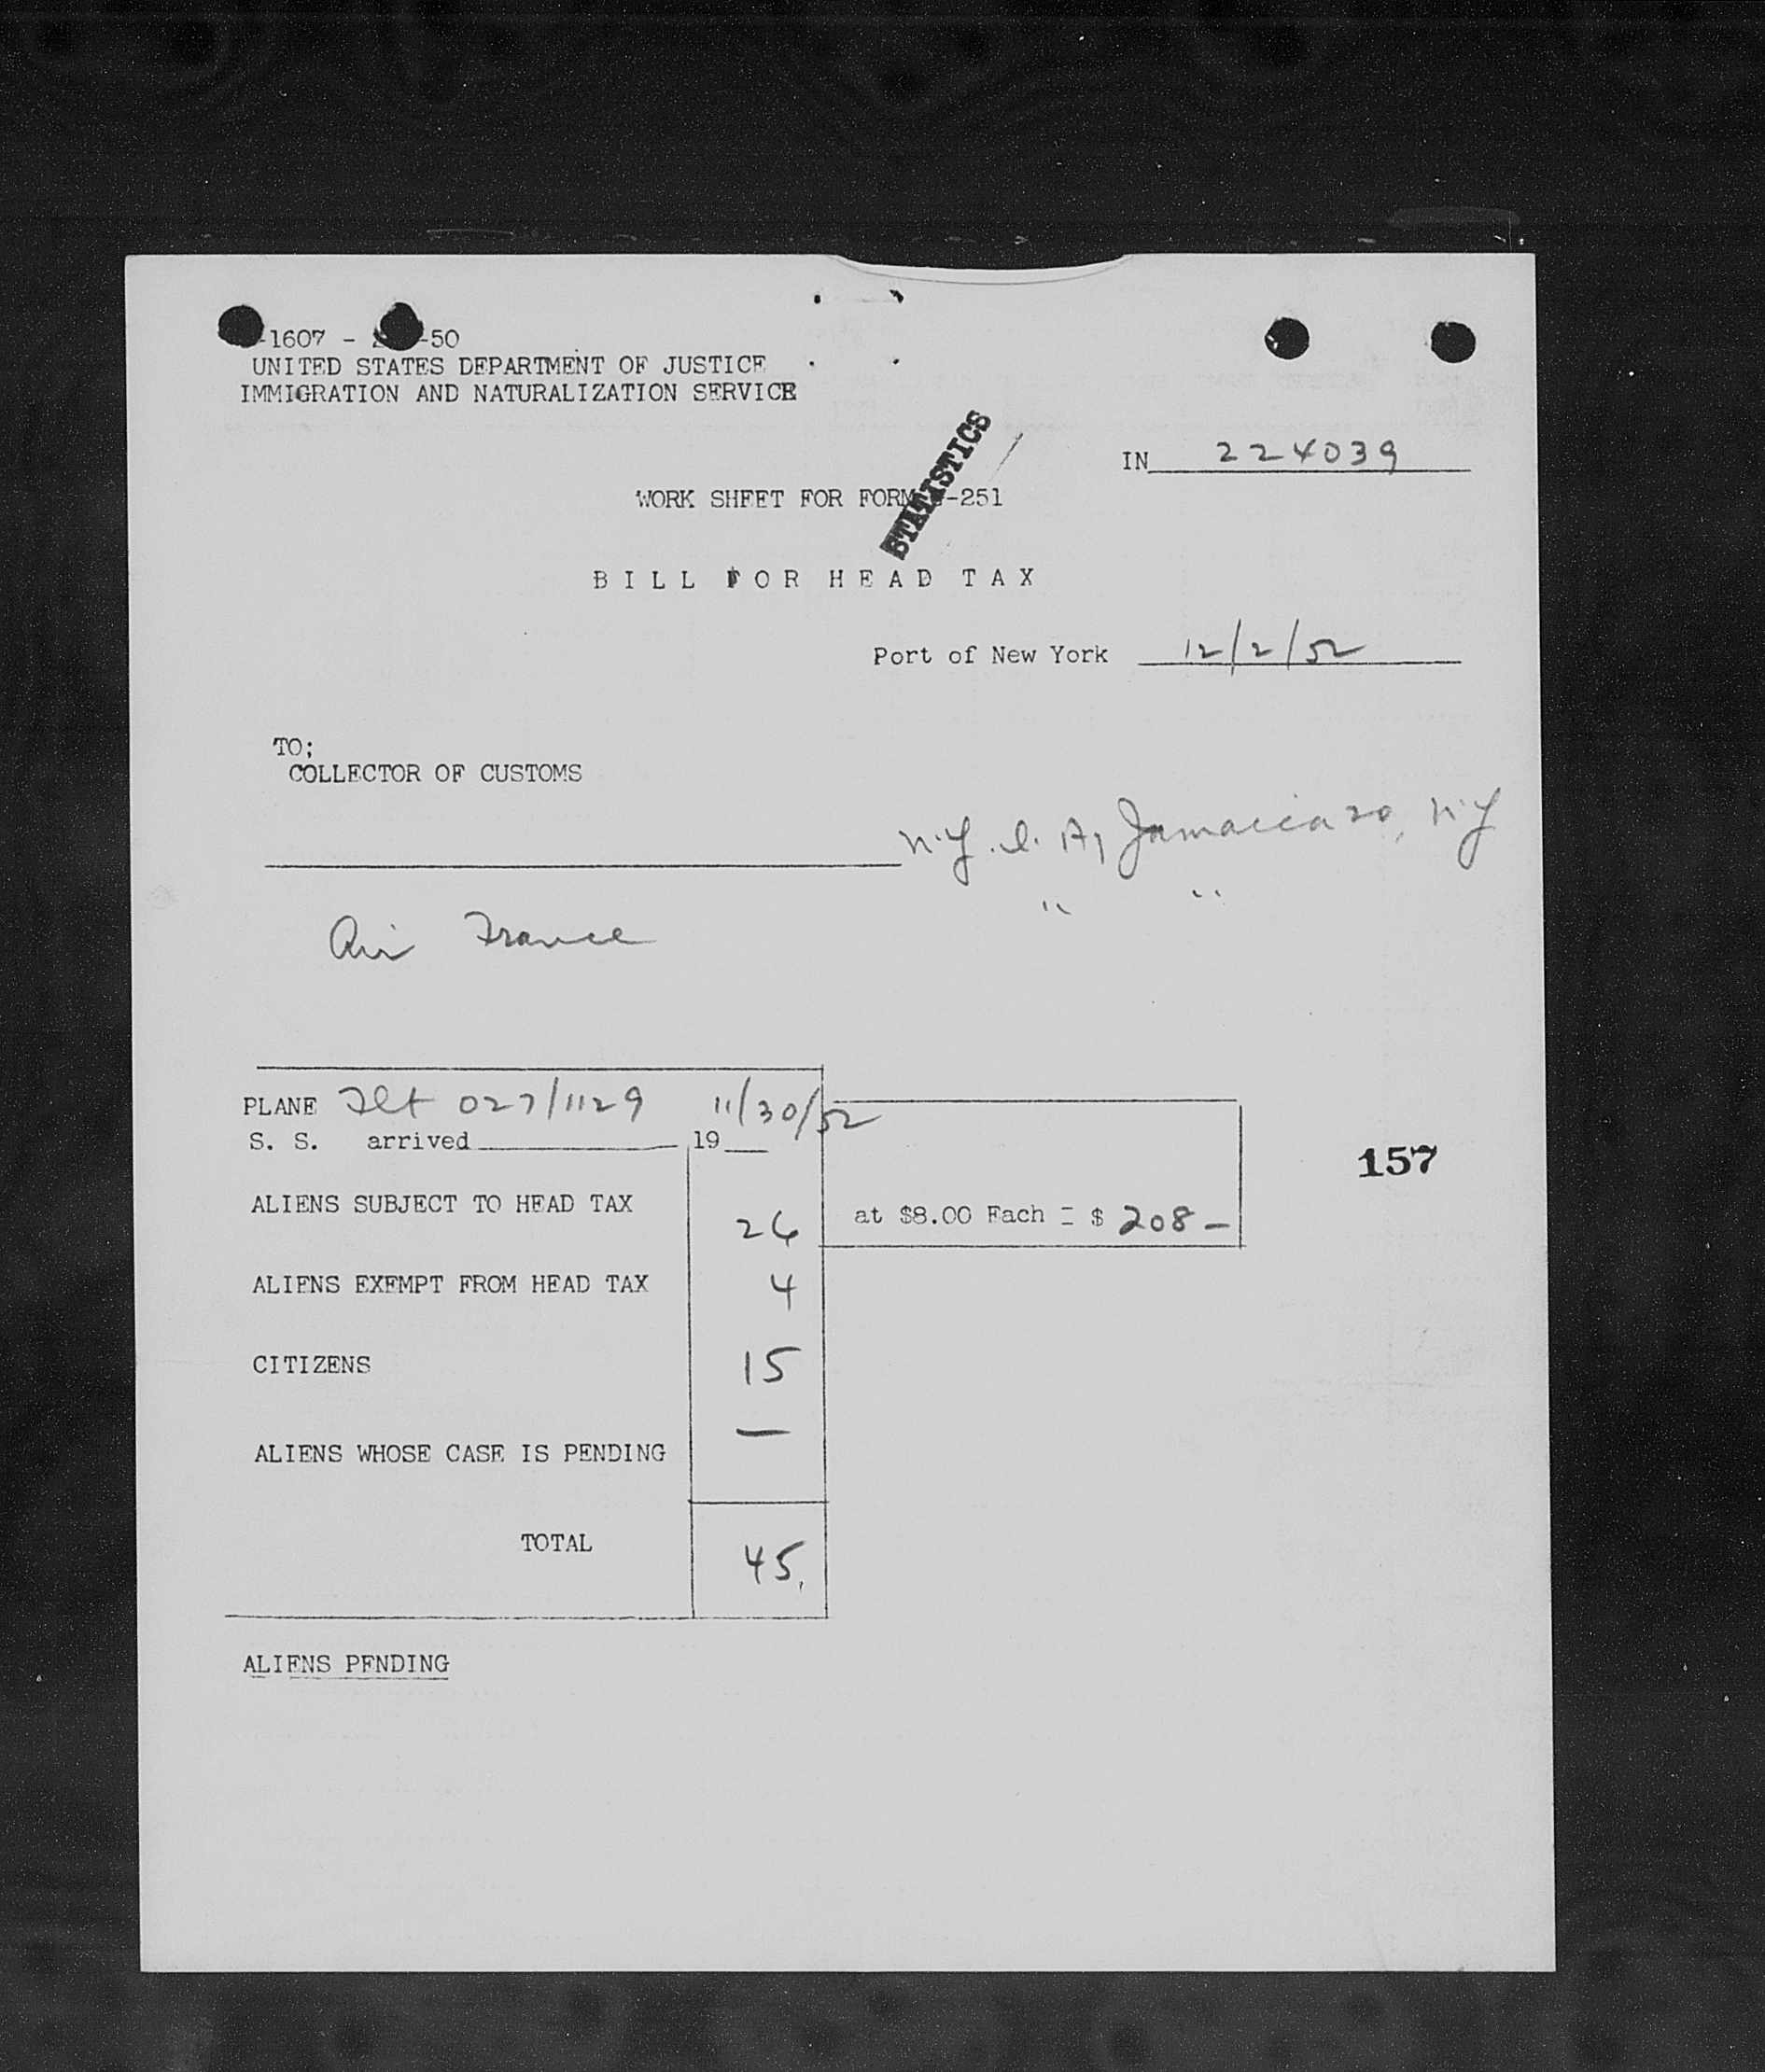 -1607 - -50
UNITED STATES DEPARTMENT OF JUSTICE
IMMIGRATION AND NATURALIZATION SERVICE
STATISTICS
IN 224039
WORK SHEET FOR FORM -251
BILL FOR HEAD TAX
Port of New York 12/2/52
TO;
COLLECTOR OF CUSTOMS
N.Y. I. A, Jamaica 20, N.Y
" "
Air France
PLANE Flt 027/1129 11/30/52
S. S. arrived 19
157
ALIENS SUBJECT TO HEAD TAX 26 at $8.00 Each = $ 208 -
ALIENS EXEMPT FROM HEAD TAX 4
CITIZENS 15
ALIENS WHOSE CASE IS PENDING —
TOTAL 45.
ALIENS PENDING